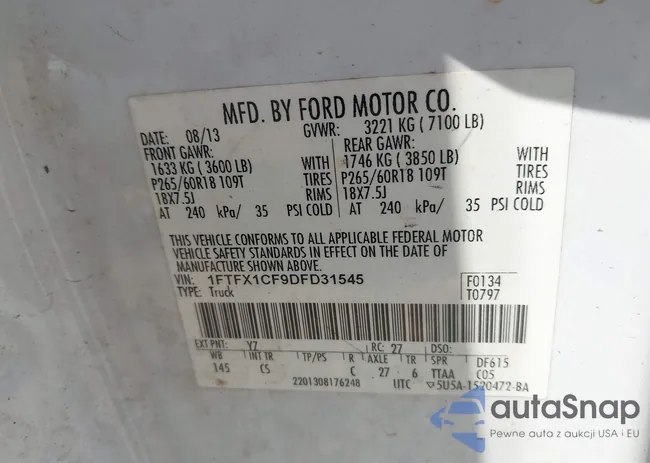 MFD. BY FORD MOTOR CO.
DATE: 08/13 GVWR: 3221 KG ( 7100 LB)
FRONT GAWR: REAR GAWR:
1633 KG ( 3600 LB) WITH 1746 KG ( 3850 LB) WITH
P265/60R18 109T TIRES P265/60R18 109T TIRES
18X7.5J RIMS 18X7.5J RIMS
AT 240 kPa/ 35 PSI COLD AT 240 kPa/ 35 PSI COLD
THIS VEHICLE CONFORMS TO ALL APPLICABLE FEDERAL MOTOR
VEHICLE SAFETY STANDARDS IN EFFECT ON THE DATE OF
MANUFACTURE SHOWN ABOVE.
VIN: 1FTFX1CF9DFD31545 F0134
TYPE: Truck T0797
EXT PNT: YZ RC: 27 DSO:
WB INT TR TP/PS R AXLE TR SPR DF615
145 CS C 27 6 TTAA C05
2201308176248 UTC 5U5A-1520472-BA
autaSnap
Pewne auta z aukcji USA i EU